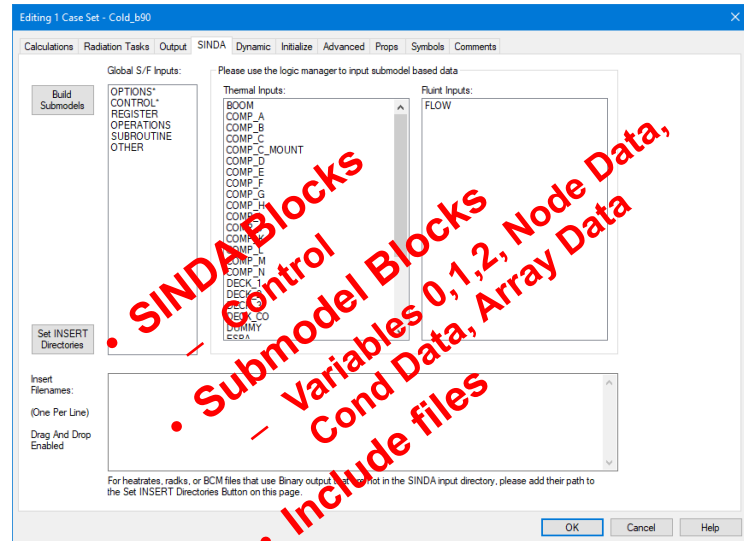 Editing 1 Case Set - Cold_b90
Calculations Radiation Tasks Output SINDA Dynamic Initialize Advanced Props Symbols Comments
Global S/F Inputs:
Please use the logic manager to input submodel based data
Build
Submodels
OPTIONS*
CONTROL*
REGISTER
OPERATIONS
SUBROUTINE
OTHER
Thermal Inputs:
BOOM
COMP_A
COMP_B
COMP_C
COMP_C_MOUNT
COMP_D
COMP_E
COMP_F
COMP_G
COMP_H
COMP_L
COMP_M
COMP_N
DECK_1
DECK_CO
DUMMY
Fluint Inputs:
FLOW
• SINDA Blocks
– Control
• Submodel Blocks
– Variables 0,1,2, Node Data,
Cond Data, Array Data
• Include files
Set INSERT
Directories
Insert
Filenames:
(One Per Line)
Drag And Drop
Enabled
For heatrates, radks, or BCM files that use Binary output that are not in the SINDA input directory, please add their path to
the Set INSERT Directories Button on this page.
OK Cancel Help